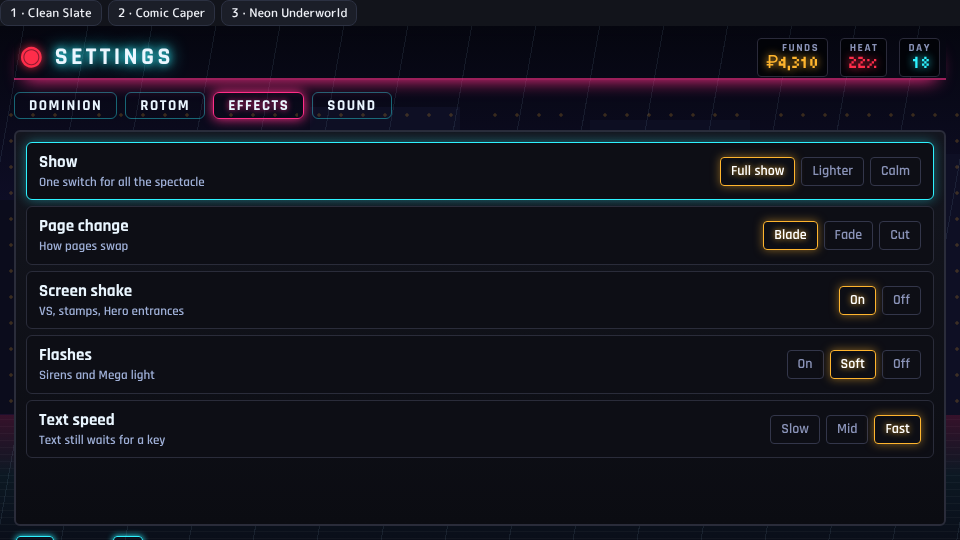 1 · Clean Slate
2 · Comic Caper
3 · Neon Underworld
SETTINGS
FUNDS
₽4,310
HEAT
22%
DAY
18
DOMINION
ROTOM
EFFECTS
SOUND
Show
One switch for all the spectacle
Full show
Lighter
Calm
Page change
How pages swap
Blade
Fade
Cut
Screen shake
VS, stamps, Hero entrances
On
Off
Flashes
Sirens and Mega light
On
Soft
Off
Text speed
Text still waits for a key
Slow
Mid
Fast